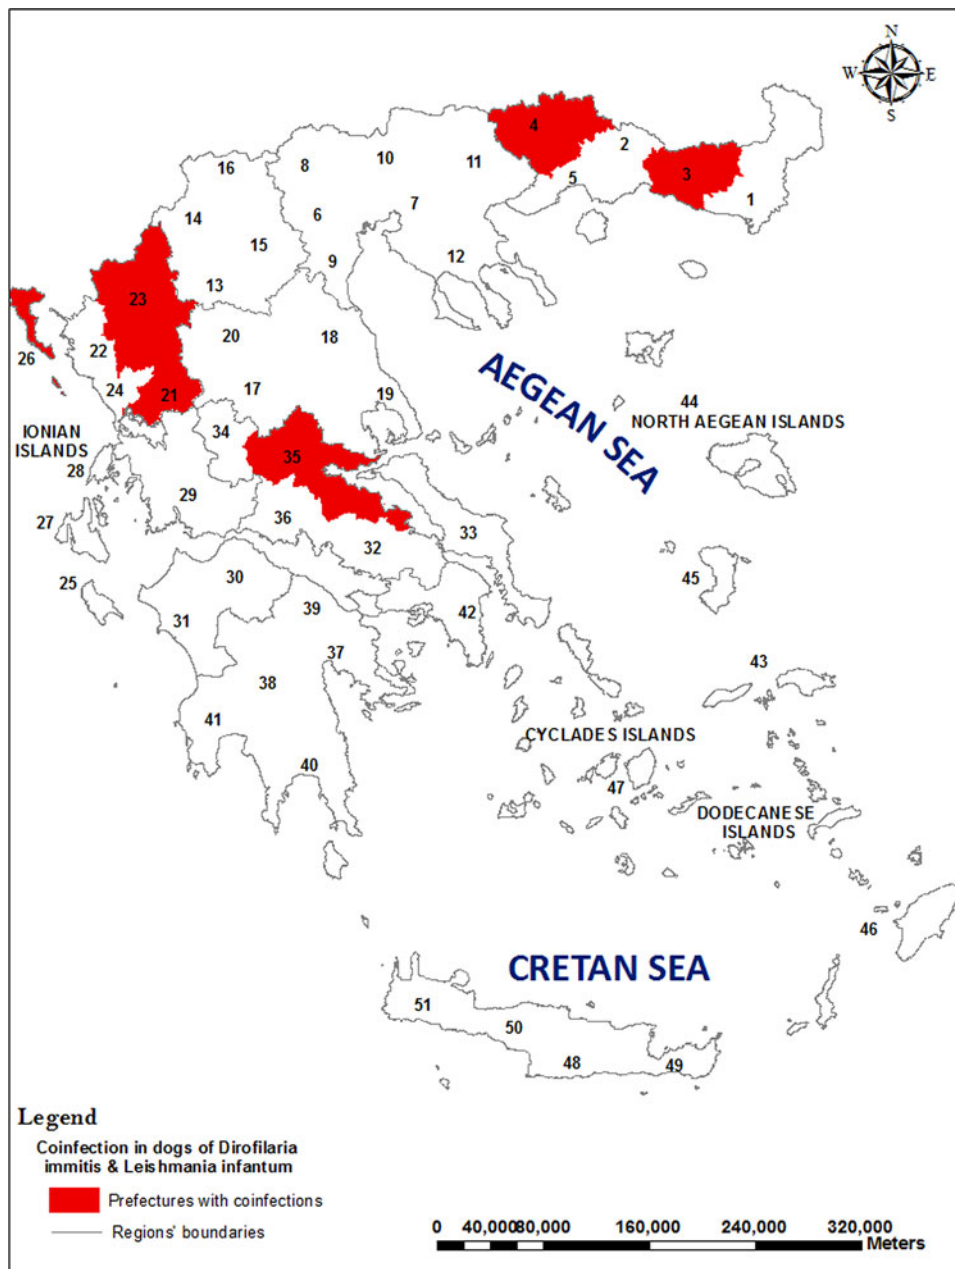 N
W E
S
4
2
8
10
11
16
5
3
1
6
7
14
15
9
12
13
23
20
18
22
26
AEGEAN SEA
24
21
17
19
44
NORTH AEGEAN ISLANDS
IONIAN
ISLANDS
34
35
28
29
27
36
33
32
45
25
30
39
42
31
37
43
38
41
CYCLADES ISLANDS
40
47
DODECANESE
ISLANDS
46
CRETAN SEA
51
50
48
49
Legend
Coinfection in dogs of Dirofilaria
immitis & Leishmania infantum
Prefectures with coinfections
Regions' boundaries
0 40,00080,000 160,000 240,000 320,000
Meters